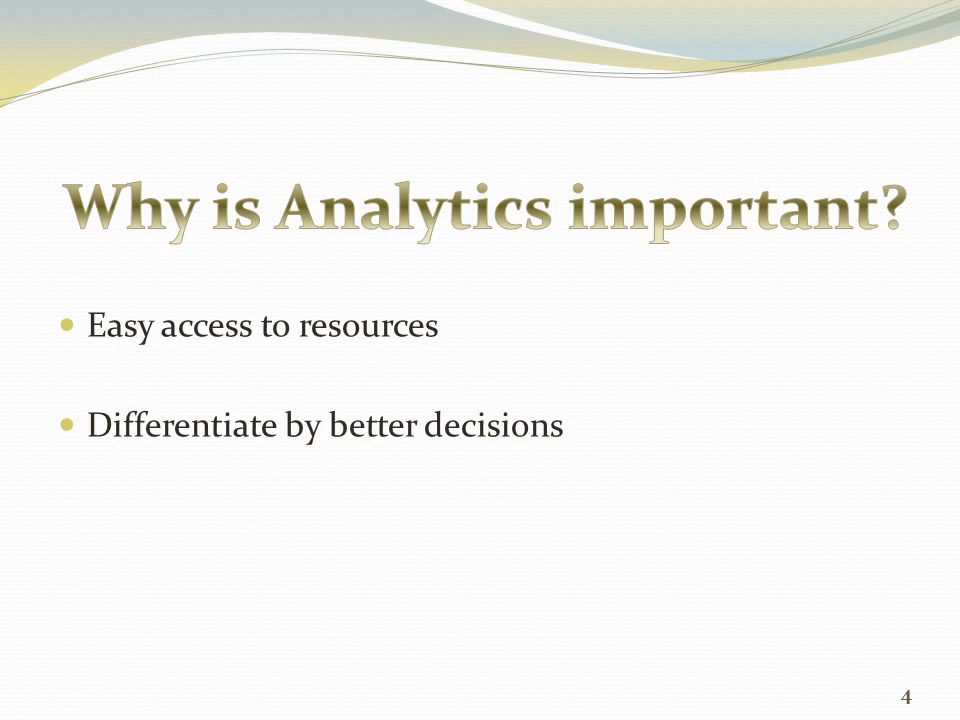 Why is Analytics important?
Easy access to resources
Differentiate by better decisions
4